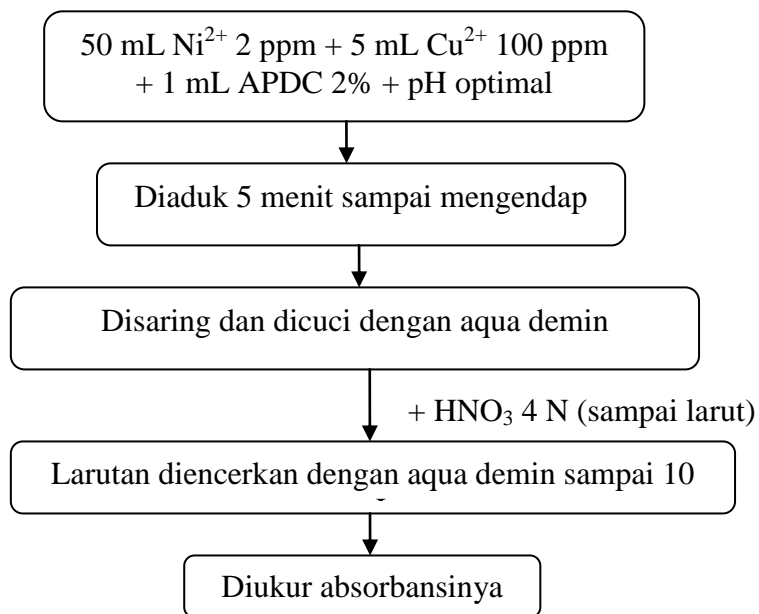 50 mL Ni²⁺ 2 ppm + 5 mL Cu²⁺ 100 ppm
+ 1 mL APDC 2% + pH optimal
Diaduk 5 menit sampai mengendap
Disaring dan dicuci dengan aqua demin
+ HNO₃ 4 N (sampai larut)
Larutan diencerkan dengan aqua demin sampai 10
Diukur absorbansinya